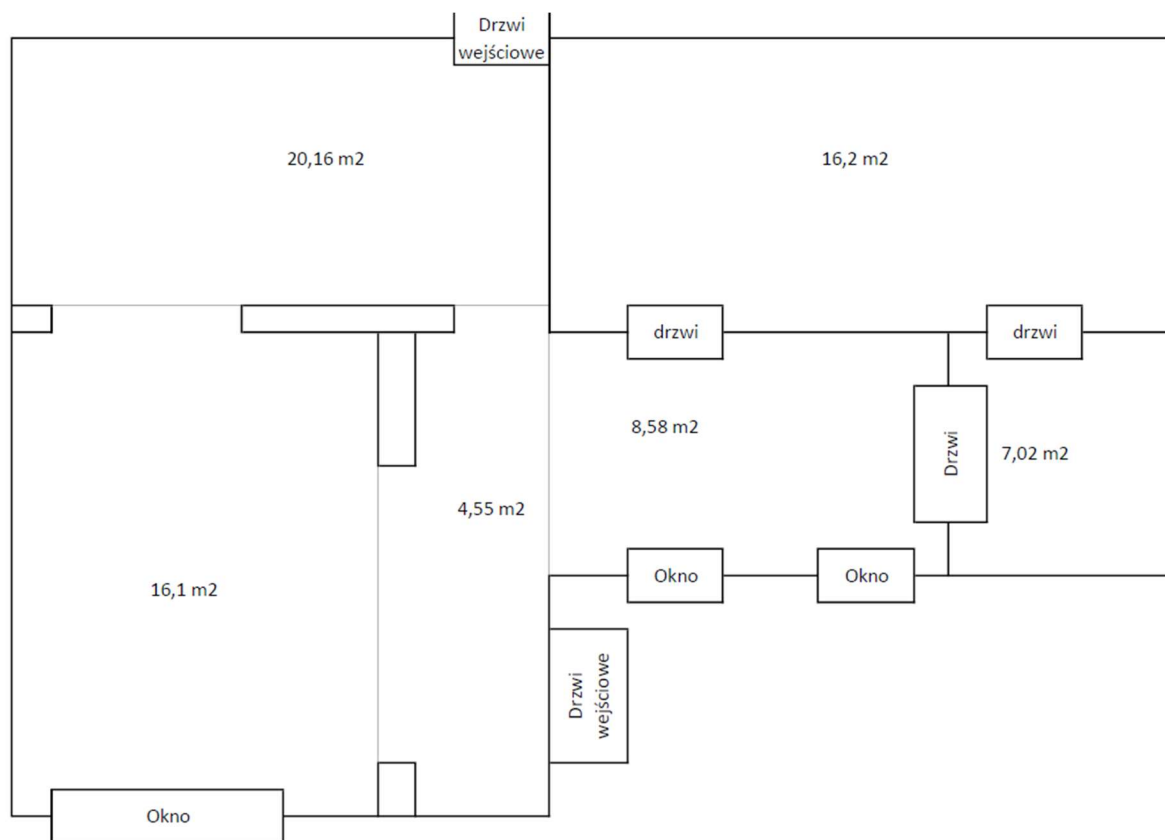 Drzwi
wejściowe
20,16 m2
16,2 m2
drzwi
drzwi
8,58 m2
Drzwi
7,02 m2
4,55 m2
16,1 m2
Okno
Okno
Drzwi
wejściowe
Okno